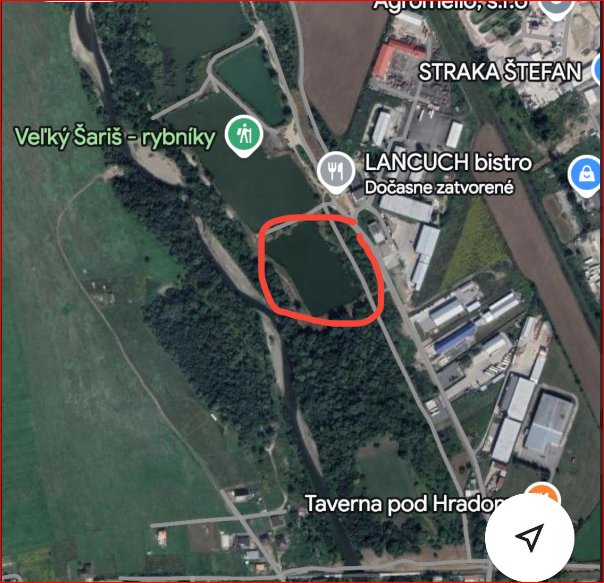 Agromello, s.r.o
STRAKA ŠTEFAN
Veľký Šariš - rybníky
LANCUCH bistro
Dočasne zatvorené
Taverna pod Hradom